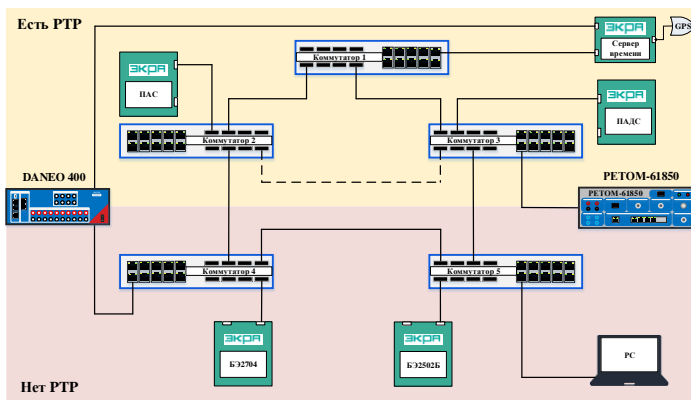 Есть PTP
ЭКРА
Сервер
времени
GPS
Коммутатор 1
ЭКРА
ПАС
ЭКРА
ПАДС
Коммутатор 2
Коммутатор 3
DANEO 400
РЕТОМ-61850
РЕТОМ-61850
Коммутатор 4
Коммутатор 5
ЭКРА
БЭ2704
ЭКРА
БЭ2502Б
PC
Нет PTP